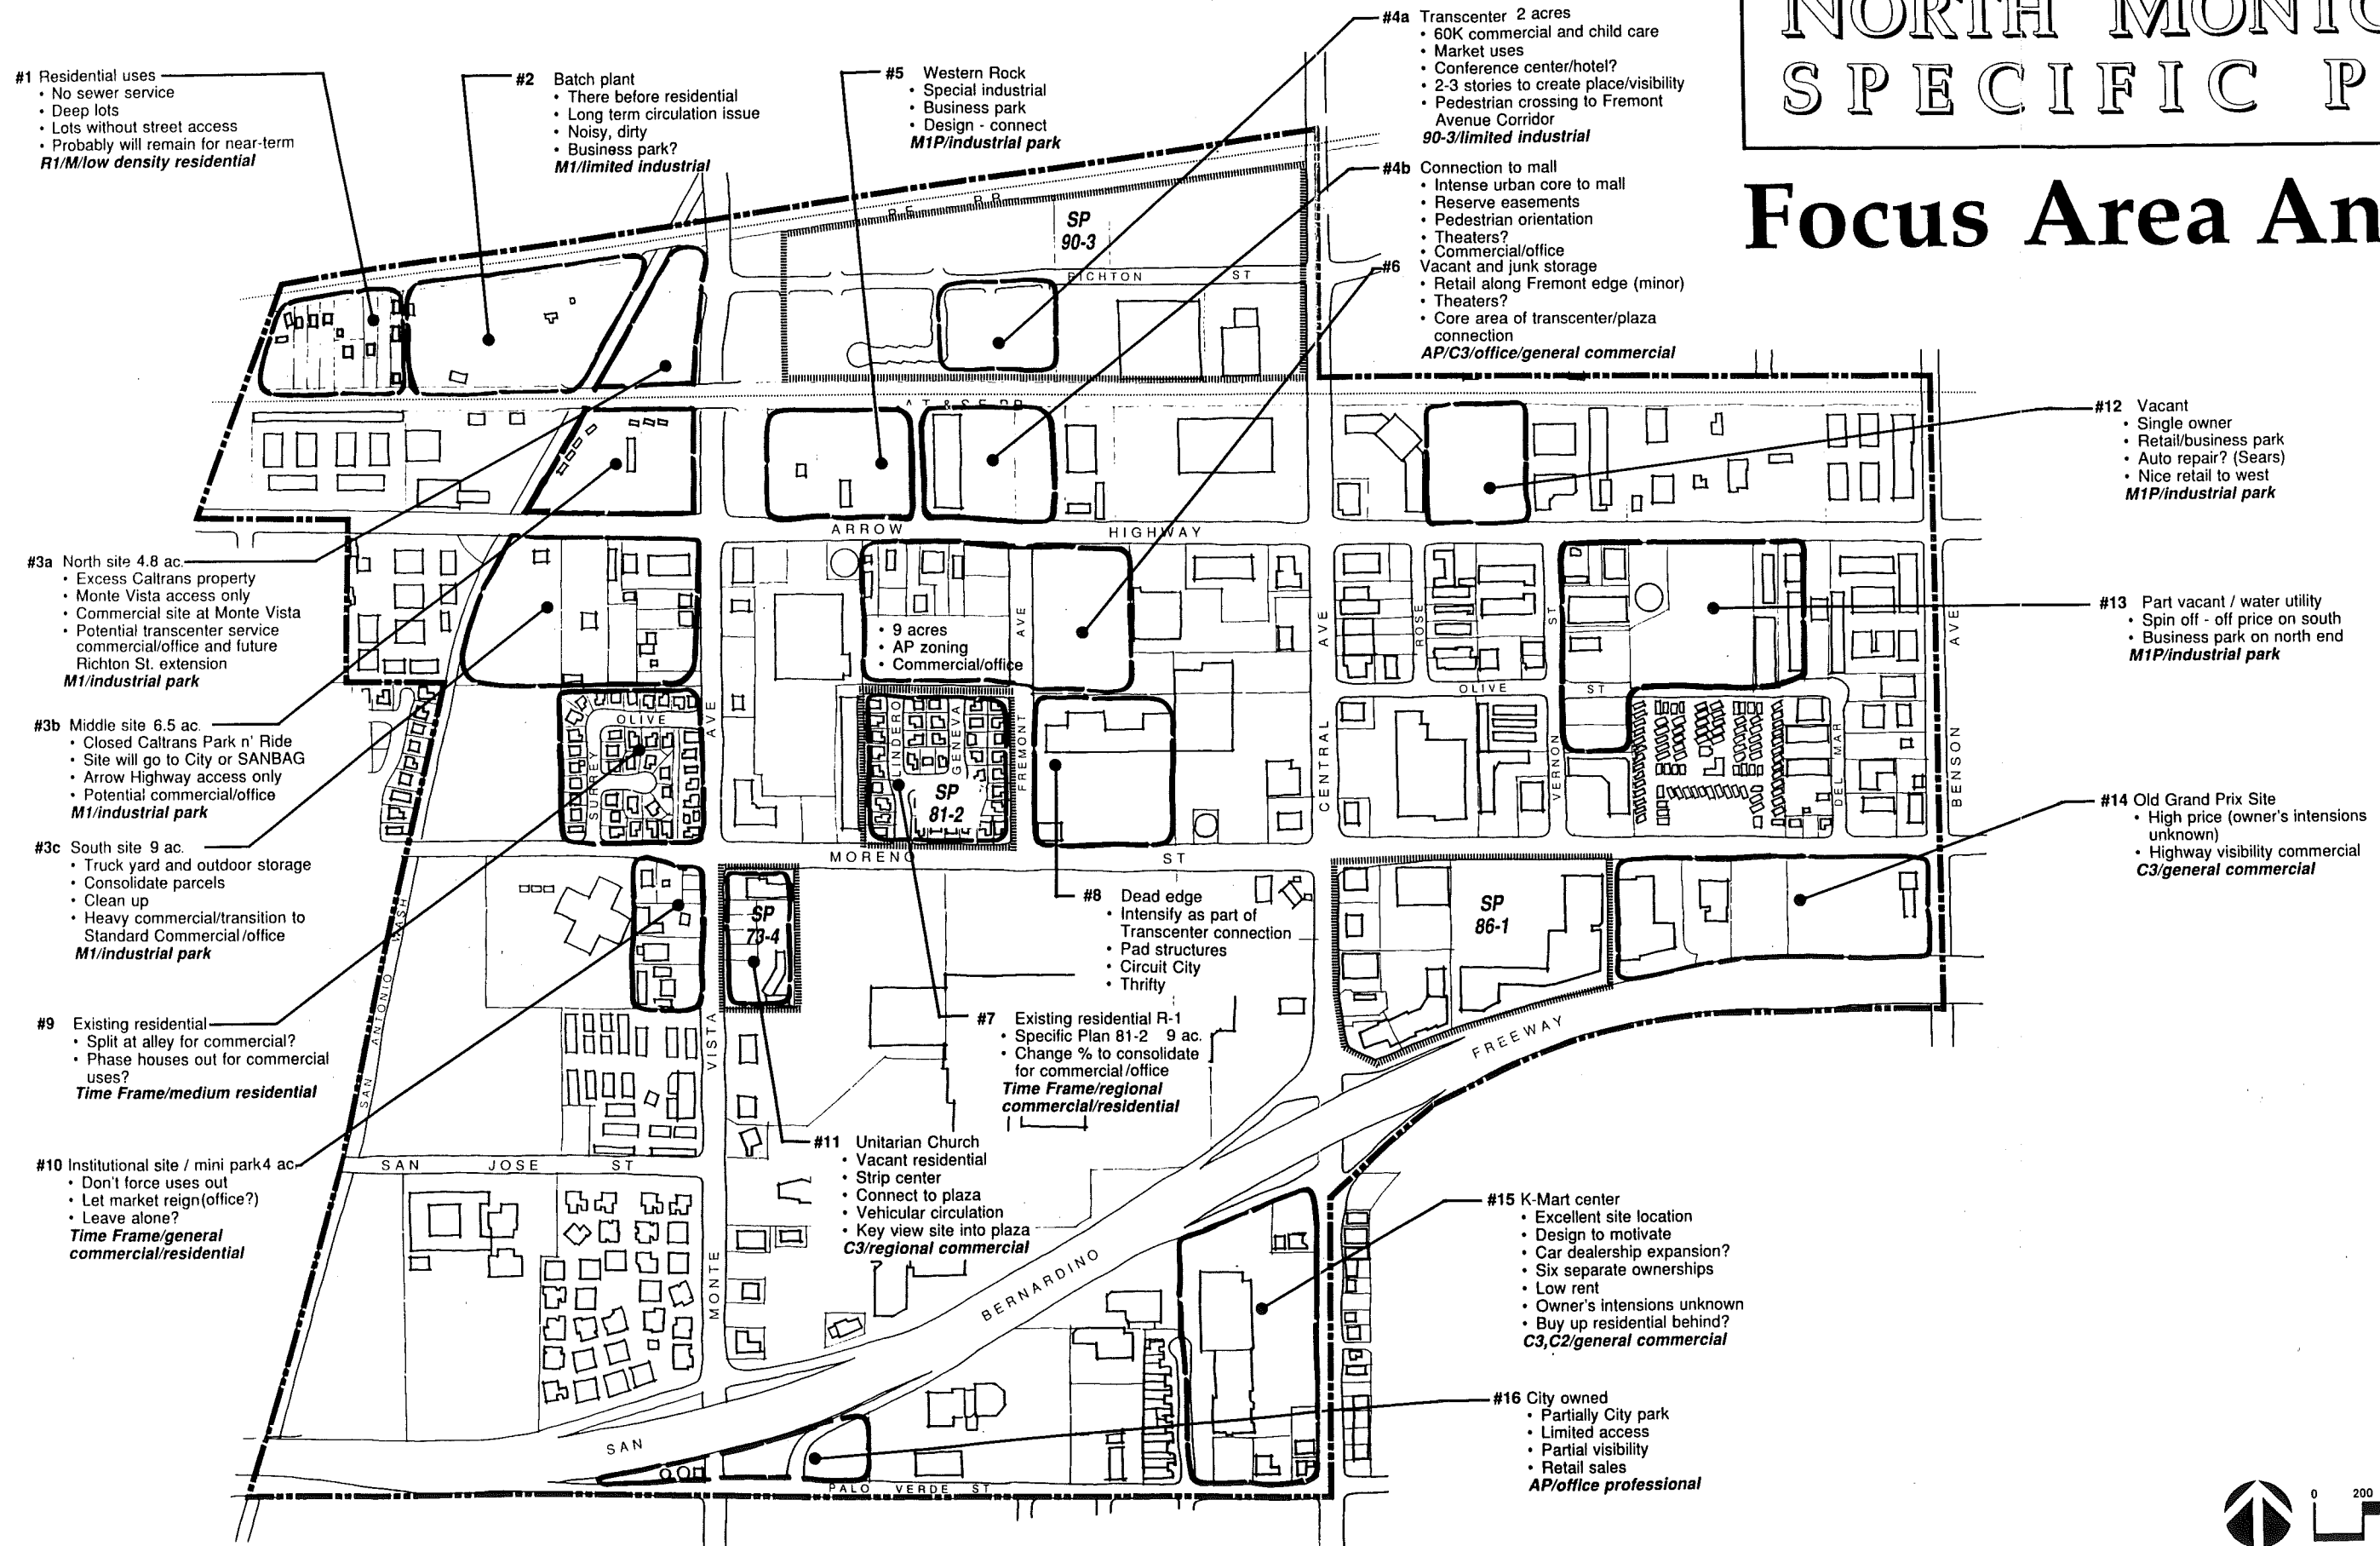 NORTH
SPECIFIC P
Focus Area An
#1 Residential uses
• No sewer service
• Deep lots
• Lots without street access
• Probably will remain for near-term
R1/M/low density residential
#2 Batch plant
• There before residential
• Long term circulation issue
• Noisy, dirty
• Business park?
M1/limited industrial
#5 Western Rock
• Special industrial
• Business park
• Design - connect
M1P/industrial park
#4a Transcenter 2 acres
• 60K commercial and child care
• Market uses
• Conference center/hotel?
• 2-3 stories to create place/visibility
• Pedestrian crossing to Fremont
Avenue Corridor
90-3/limited industrial
#4b Connection to mall
• Intense urban core to mall
• Reserve easements
• Pedestrian orientation
• Theaters?
• Commercial/office
#6 Vacant and junk storage
• Retail along Fremont edge (minor)
• Theaters?
• Core area of transcenter/plaza
connection
AP/C3/office/general commercial
SP
90-3
ST
#12 Vacant
• Single owner
• Retail/business park
• Auto repair? (Sears)
• Nice retail to west
M1P/industrial park
ARROW HIGHWAY
#3a North site 4.8 ac.
• Excess Caltrans property
• Monte Vista access only
• Commercial site at Monte Vista
• Potential transcenter service
commercial/office and future
Richton St. extension
M1/industrial park
• 9 acres
• AP zoning
• Commercial/office
AVE
AVE
ROSE
ST
AVE
#13 Part vacant / water utility
• Spin off - off price on south
• Business park on north end
M1P/industrial park
OLIVE ST
#3b Middle site 6.5 ac.
• Closed Caltrans Park n' Ride
• Site will go to City or SANBAG
• Arrow Highway access only
• Potential commercial/office
M1/industrial park
OLIVE
SURREY
AVE
LINDERO
GENEVA
SP
81-2
FREMONT
CENTRAL
VERNON
DEL MAR
BENSON
#14 Old Grand Prix Site
• High price (owner's intensions
unknown)
• Highway visibility commercial
C3/general commercial
#3c South site 9 ac.
• Truck yard and outdoor storage
• Consolidate parcels
• Clean up
• Heavy commercial/transition to
Standard Commercial/office
M1/industrial park
MORENO ST
SP
73-4
#8 Dead edge
• Intensify as part of
Transcenter connection
• Pad structures
• Circuit City
• Thrifty
SP
86-1
SAN ANTONIO WASH
#9 Existing residential
• Split at alley for commercial?
• Phase houses out for commercial
uses?
Time Frame/medium residential
VISTA
#7 Existing residential R-1
• Specific Plan 81-2 9 ac.
• Change % to consolidate
for commercial/office
Time Frame/regional
commercial/residential
FREEWAY
#10 Institutional site / mini park4 ac.
• Don't force uses out
• Let market reign(office?)
• Leave alone?
Time Frame/general
commercial/residential
SAN JOSE ST
#11 Unitarian Church
• Vacant residential
• Strip center
• Connect to plaza
• Vehicular circulation
• Key view site into plaza
C3/regional commercial
MONTE
BERNARDINO
#15 K-Mart center
• Excellent site location
• Design to motivate
• Car dealership expansion?
• Six separate ownerships
• Low rent
• Owner's intensions unknown
• Buy up residential behind?
C3,C2/general commercial
#16 City owned
• Partially City park
• Limited access
• Partial visibility
• Retail sales
AP/office professional
SAN
PALO VERDE ST
0 200